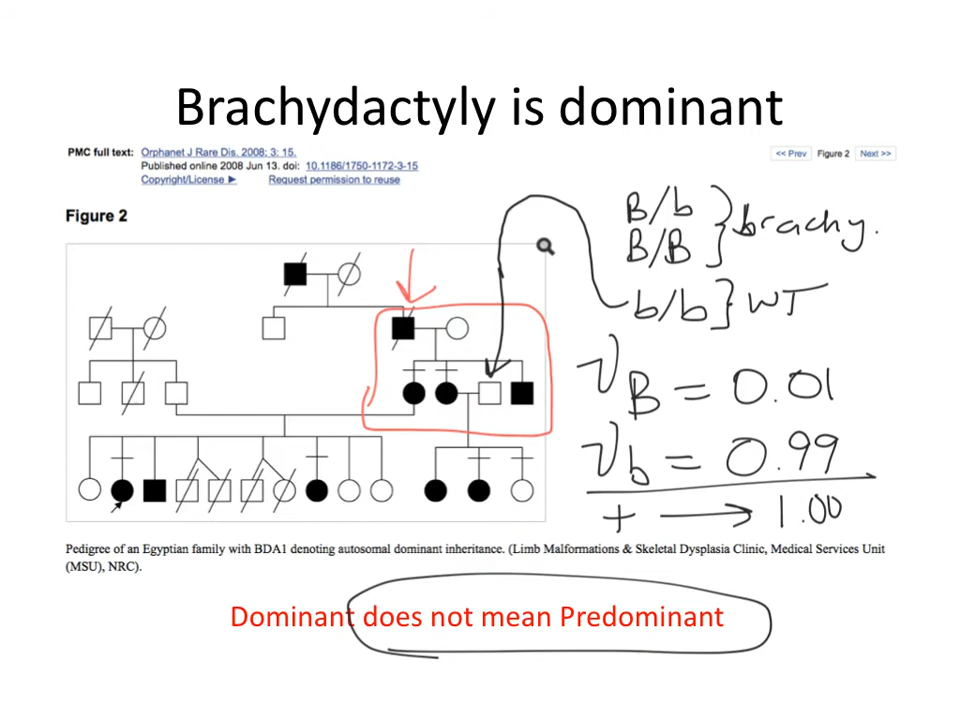 Brachydactyly is dominant
PMC full text: Orphanet J Rare Dis. 2008; 3: 15.
Published online 2008 Jun 13. doi: 10.1186/1750-1172-3-15
Copyright/License ▶ Request permission to reuse
<< Prev Figure 2 Next >>
Figure 2
B/b
B/B } brachy.
b/b } WT
νB = 0.01
νb = 0.99
+ → 1.00
Pedigree of an Egyptian family with BDA1 denoting autosomal dominant inheritance. (Limb Malformations & Skeletal Dysplasia Clinic, Medical Services Unit
(MSU), NRC).
Dominant does not mean Predominant